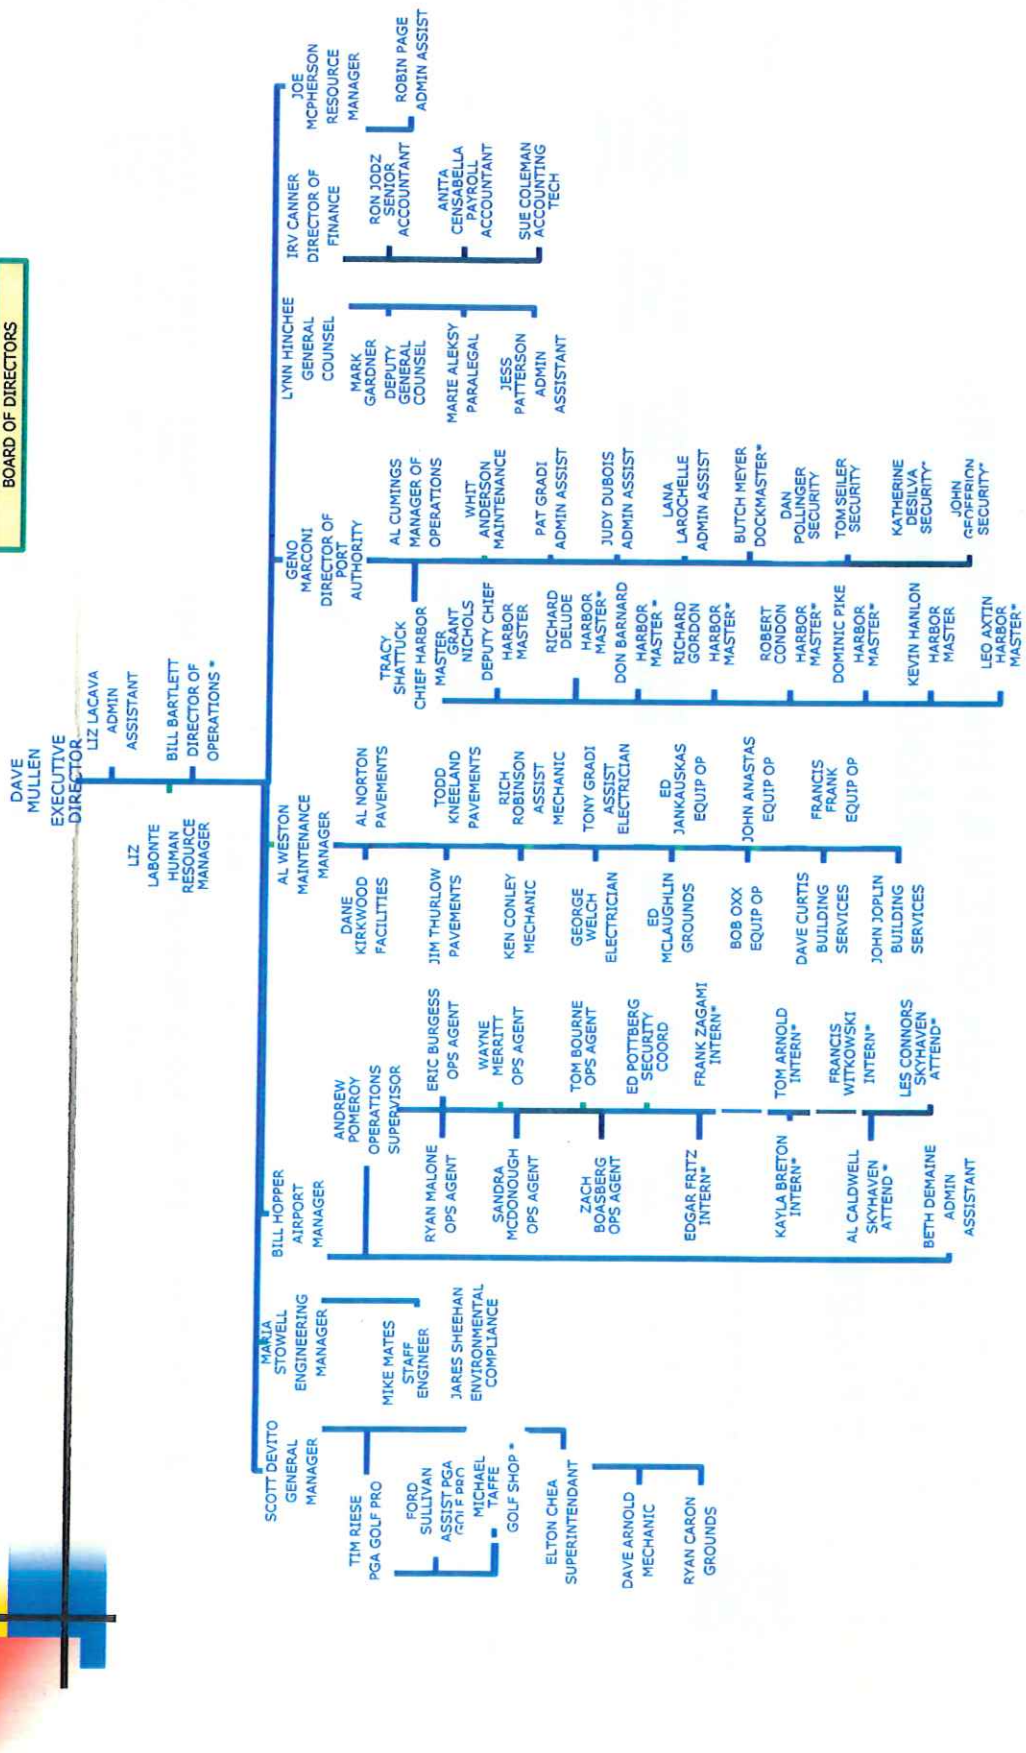 BOARD OF DIRECTORS
DAVE
MULLEN
EXECUTIVE
DIRECTOR
LIZ LACAVA
ADMIN
ASSISTANT
LIZ
LABONTE
HUMAN
RESOURCE
MANAGER
BILL BARTLETT
DIRECTOR OF
OPERATIONS *
SCOTT DEVITO
GENERAL
MANAGER
TIM RIESE
PGA GOLF PRO
FORD
SULLIVAN
ASSIST PGA
GOLF PRO
MICHAEL
TAFFE
GOLF SHOP *
ELTON CHEA
SUPERINTENDANT
DAVE ARNOLD
MECHANIC
RYAN CARON
GROUNDS
MARIA
STOWELL
ENGINEERING
MANAGER
MIKE MATES
STAFF
ENGINEER
JARES SHEEHAN
ENVIRONMENTAL
COMPLIANCE
BILL HOPPER
AIRPORT
MANAGER
ANDREW
POMEROY
OPERATIONS
SUPERVISOR
RYAN MALONE
OPS AGENT
ERIC BURGESS
OPS AGENT
SANDRA
MCDONOUGH
OPS AGENT
WAYNE
MERRITT
OPS AGENT
ZACH
BOASBERG
OPS AGENT
TOM BOURNE
OPS AGENT
ED POTTBERG
SECURITY
COORD
EDGAR FRITZ
INTERN*
FRANK ZAGAMI
INTERN*
KAYLA BRETON
INTERN*
TOM ARNOLD
INTERN*
AL CALDWELL
SKYHAVEN
ATTEND *
FRANCIS
WITKOWSKI
INTERN*
LES CONNORS
SKYHAVEN
ATTEND*
BETH DEMAINE
ADMIN
ASSISTANT
AL WESTON
MAINTENANCE
MANAGER
DANE
KIRKWOOD
FACILITIES
AL NORTON
PAVEMENTS
JIM THURLOW
PAVEMENTS
TODD
KNEELAND
PAVEMENTS
KEN CONLEY
MECHANIC
RICH
ROBINSON
ASSIST
MECHANIC
GEORGE
WELCH
ELECTRICIAN
TONY GRADI
ASSIST
ELECTRICIAN
ED
MCLAUGHLIN
GROUNDS
ED
JANKAUSKAS
EQUIP OP
BOB OXX
EQUIP OP
JOHN ANASTAS
EQUIP OP
DAVE CURTIS
BUILDING
SERVICES
FRANCIS
FRANK
EQUIP OP
JOHN JOPLIN
BUILDING
SERVICES
GENO
MARCONI
DIRECTOR OF
PORT
AUTHORITY
TRACY
SHATTUCK
CHIEF HARBOR
MASTER
GRANT
NICHOLS
DEPUTY CHIEF
HARBOR
MASTER
RICHARD
DELUDE
HARBOR
MASTER*
DON BARNARD
HARBOR
MASTER *
RICHARD
GORDON
HARBOR
MASTER*
ROBERT
CONDON
HARBOR
MASTER*
DOMINIC PIKE
HARBOR
MASTER*
KEVIN HANLON
HARBOR
MASTER
LEO AXTIN
HARBOR
MASTER*
AL CUMINGS
MANAGER OF
OPERATIONS
WHIT
ANDERSON
MAINTENANCE
PAT GRADI
ADMIN ASSIST
JUDY DUBOIS
ADMIN ASSIST
LANA
LAROCHELLE
ADMIN ASSIST
BUTCH MEYER
DOCKMASTER*
DAN
POLLINGER
SECURITY
TOM SEILER
SECURITY
KATHERINE
DESILVA
SECURITY*
JOHN
GEOFFRION
SECURITY*
LYNN HINCHEE
GENERAL
COUNSEL
MARK
GARDNER
DEPUTY
GENERAL
COUNSEL
MARIE ALEKSY
PARALEGAL
JESS
PATTERSON
ADMIN
ASSISTANT
IRV CANNER
DIRECTOR OF
FINANCE
RON JODZ
SENIOR
ACCOUNTANT
ANITA
CENSABELLA
PAYROLL
ACCOUNTANT
SUE COLEMAN
ACCOUNTING
TECH
JOE
MCPHERSON
RESOURCE
MANAGER
ROBIN PAGE
ADMIN ASSIST